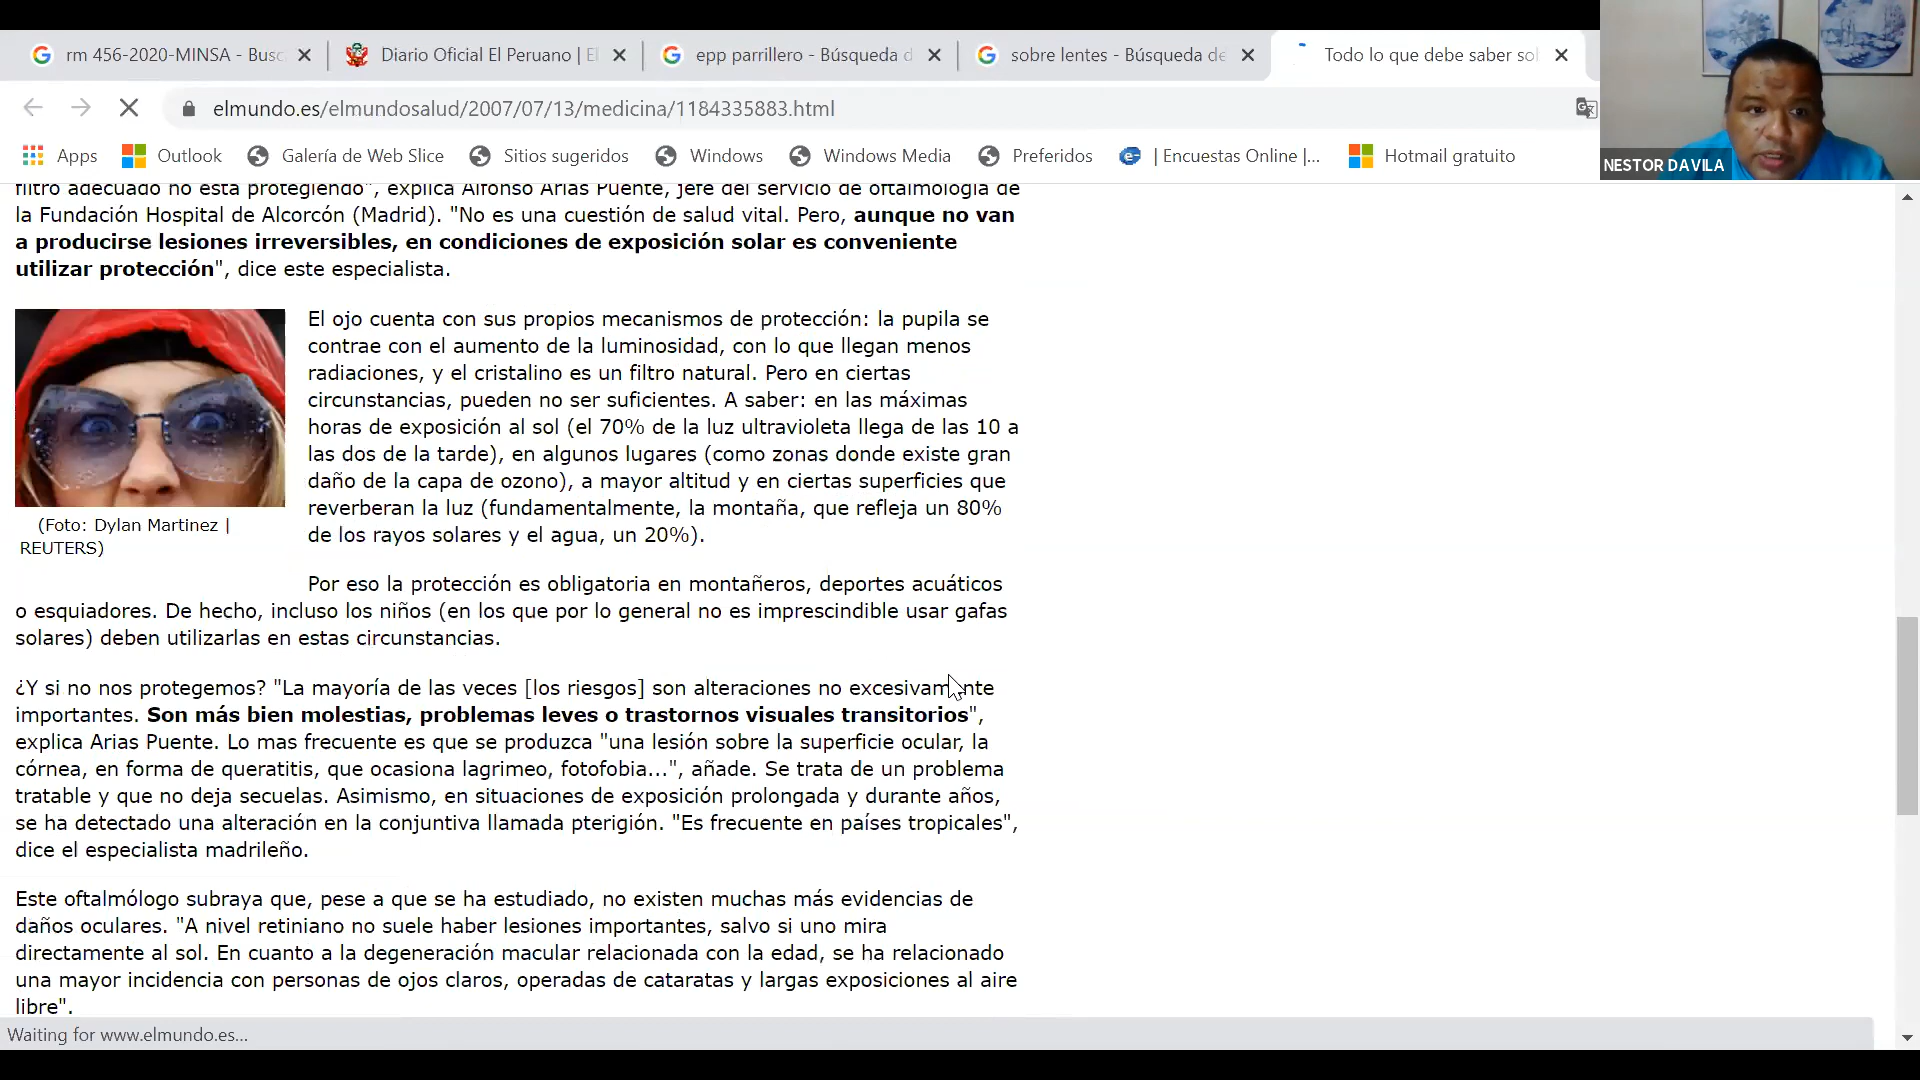 rm 456-2020-MINSA - Busc
Diario Oficial El Peruano | El
epp parrillero - Búsqueda d
sobre lentes - Búsqueda de
Todo lo que debe saber sol
elmundo.es/elmundosalud/2007/07/13/medicina/1184335883.html
Apps
Outlook
Galería de Web Slice
Sitios sugeridos
Windows
Windows Media
Preferidos
| Encuestas Online |...
Hotmail gratuito
NESTOR DAVILA
filtro adecuado no está protegiendo", explica Alfonso Arias Puente, jefe del servicio de oftalmología de
la Fundación Hospital de Alcorcón (Madrid). "No es una cuestión de salud vital. Pero, aunque no van
a producirse lesiones irreversibles, en condiciones de exposición solar es conveniente
utilizar protección", dice este especialista.
El ojo cuenta con sus propios mecanismos de protección: la pupila se
contrae con el aumento de la luminosidad, con lo que llegan menos
radiaciones, y el cristalino es un filtro natural. Pero en ciertas
circunstancias, pueden no ser suficientes. A saber: en las máximas
horas de exposición al sol (el 70% de la luz ultravioleta llega de las 10 a
las dos de la tarde), en algunos lugares (como zonas donde existe gran
daño de la capa de ozono), a mayor altitud y en ciertas superficies que
reverberan la luz (fundamentalmente, la montaña, que refleja un 80%
de los rayos solares y el agua, un 20%).
(Foto: Dylan Martinez |
REUTERS)
Por eso la protección es obligatoria en montañeros, deportes acuáticos
o esquiadores. De hecho, incluso los niños (en los que por lo general no es imprescindible usar gafas
solares) deben utilizarlas en estas circunstancias.
¿Y si no nos protegemos? "La mayoría de las veces [los riesgos] son alteraciones no excesivamente
importantes. Son más bien molestias, problemas leves o trastornos visuales transitorios",
explica Arias Puente. Lo mas frecuente es que se produzca "una lesión sobre la superficie ocular, la
córnea, en forma de queratitis, que ocasiona lagrimeo, fotofobia...", añade. Se trata de un problema
tratable y que no deja secuelas. Asimismo, en situaciones de exposición prolongada y durante años,
se ha detectado una alteración en la conjuntiva llamada pterigión. "Es frecuente en países tropicales",
dice el especialista madrileño.
Este oftalmólogo subraya que, pese a que se ha estudiado, no existen muchas más evidencias de
daños oculares. "A nivel retiniano no suele haber lesiones importantes, salvo si uno mira
directamente al sol. En cuanto a la degeneración macular relacionada con la edad, se ha relacionado
una mayor incidencia con personas de ojos claros, operadas de cataratas y largas exposiciones al aire
libre".
Waiting for www.elmundo.es...